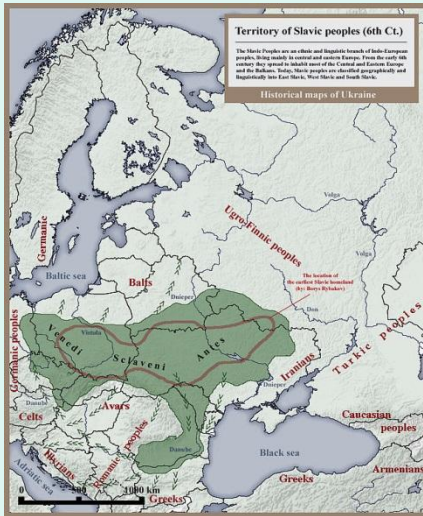 Territory of Slavic peoples (6th Ct.)
The Slavic Peoples are an ethnic and linguistic branch of Indo-European
peoples, living mainly in central and eastern Europe. From the early 6th
century they spread to inhabit most of the Central and Eastern Europe
and the Balkans. Today, Slavic peoples are classified geographically and
linguistically into East Slavic, West Slavic and South Slavic.
Historical maps of Ukraine
Volga
Ugro-Finnic peoples
Germanic
Volga
Baltic sea
Balts
Dnieper
The location of
the earliest Slavic homeland
(by: Borys Rybakov)
Don
Turkic peoples
Germanic peoples
Venedi
Vistula
Sclaveni
Antes
Iranians
Dnieper
Danube
Avars
Celts
Caucasian
peoples
Illyrians
Romanic peoples
Danube
Black sea
Armenians
Adriatic sea
Greeks
0 500 1000 km
Greeks